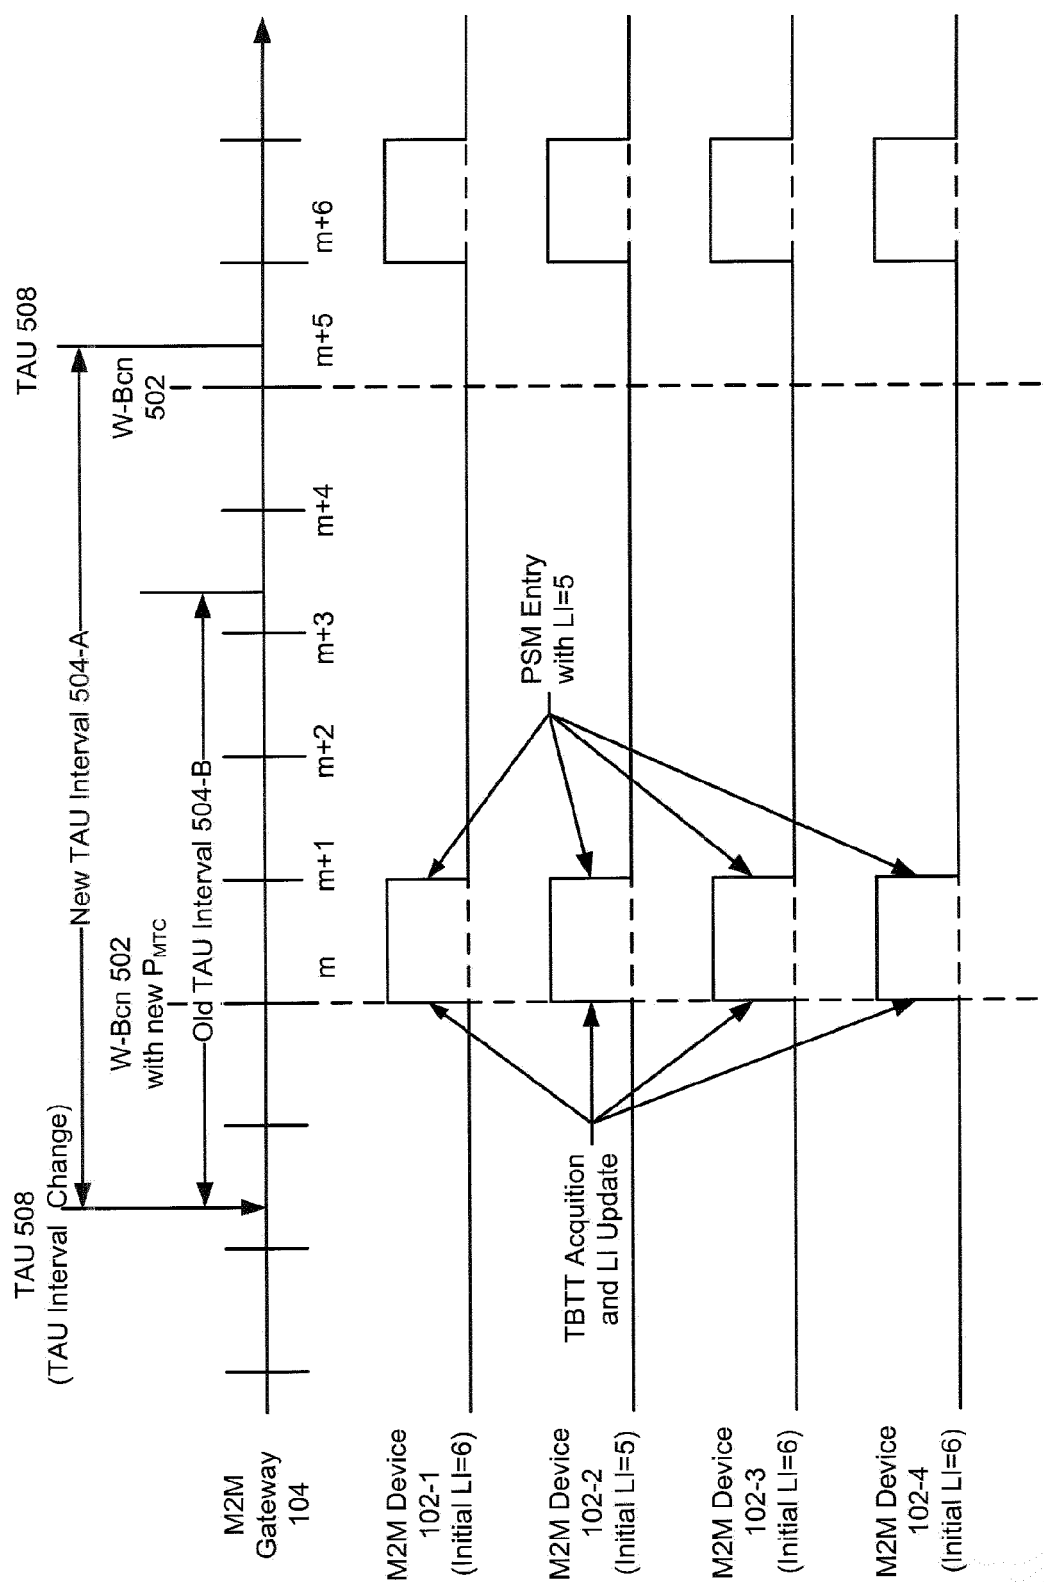 TAU 508
(TAU Interval Change)
TAU 508
New TAU Interval 504-A
W-Bcn 502
with new PMTC
W-Bcn
502
Old TAU Interval 504-B
M2M
Gateway
104
m
m+1
m+2
m+3
m+4
m+5
m+6
M2M Device
102-1
(Initial LI=6)
M2M Device
102-2
(Initial LI=5)
TBTT Acquition
and LI Update
PSM Entry
with LI=5
M2M Device
102-3
(Initial LI=6)
M2M Device
102-4
(Initial LI=6)